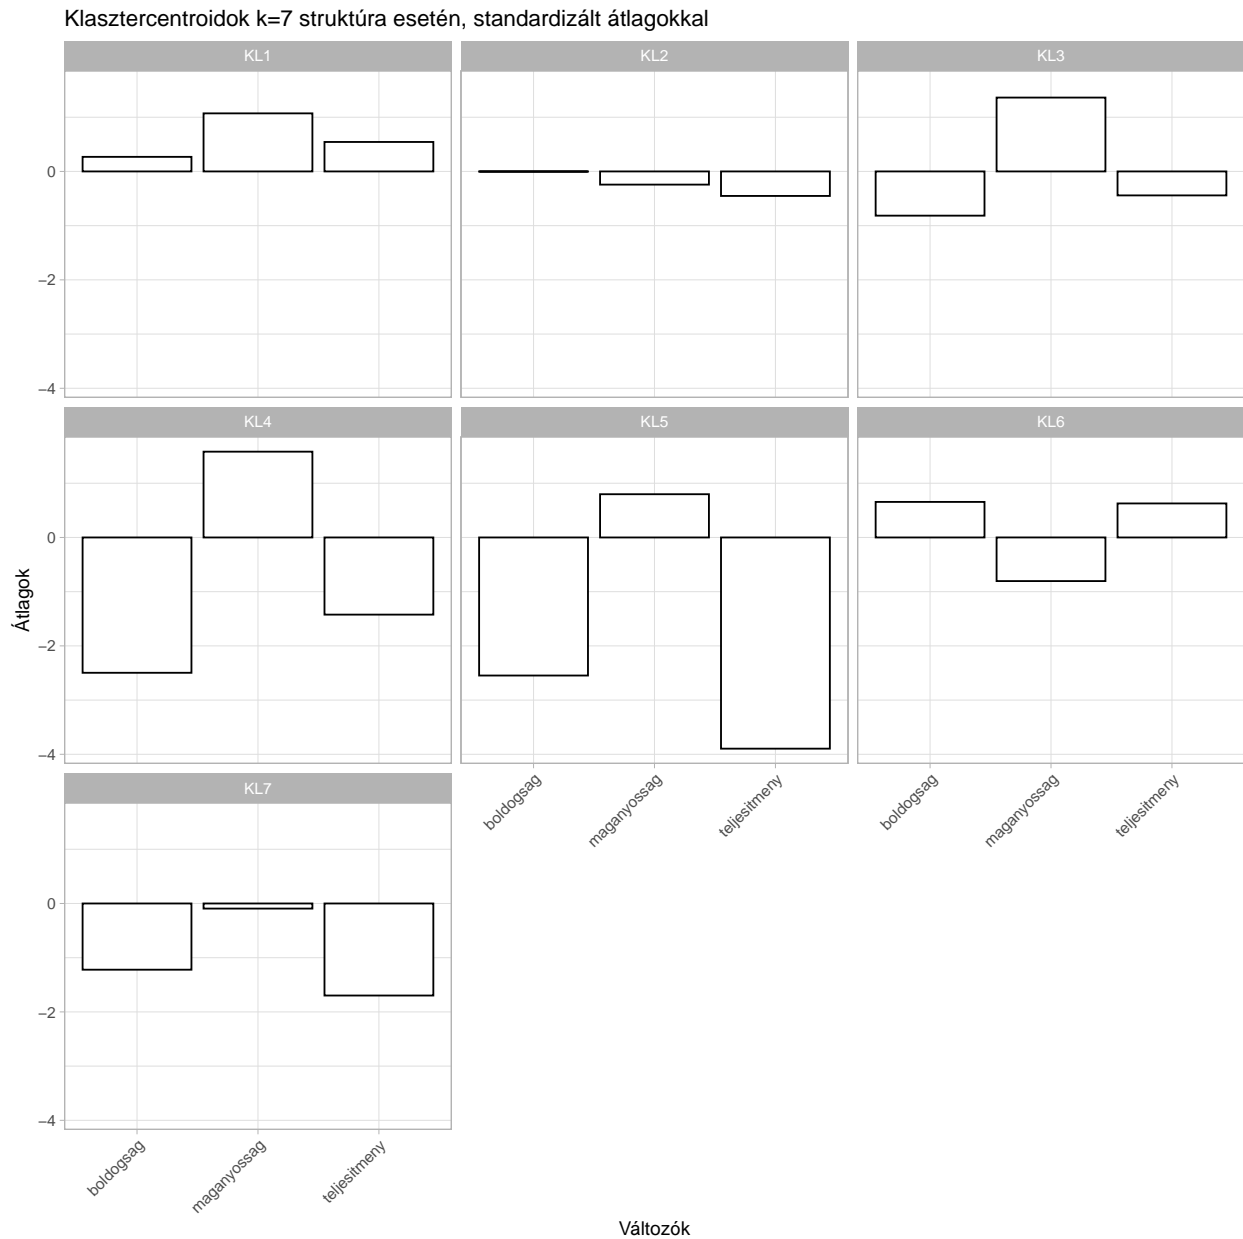 Klasztercentroidok k=7 struktúra esetén, standardizált átlagokkal
KL1
KL2
KL3
0
−2
−4
KL4
KL5
KL6
0
−2
−4
Átlagok
KL7
boldogsag
maganyossag
teljesitmeny
boldogsag
maganyossag
teljesitmeny
0
−2
−4
boldogsag
maganyossag
teljesitmeny
Változók